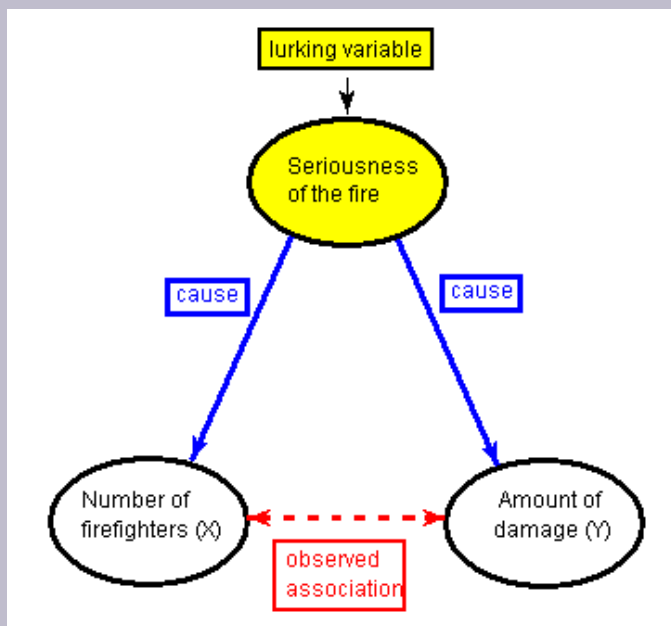 lurking variable
Seriousness
of the fire
cause
cause
Number of
firefighters (X)
Amount of
damage (Y)
observed
association